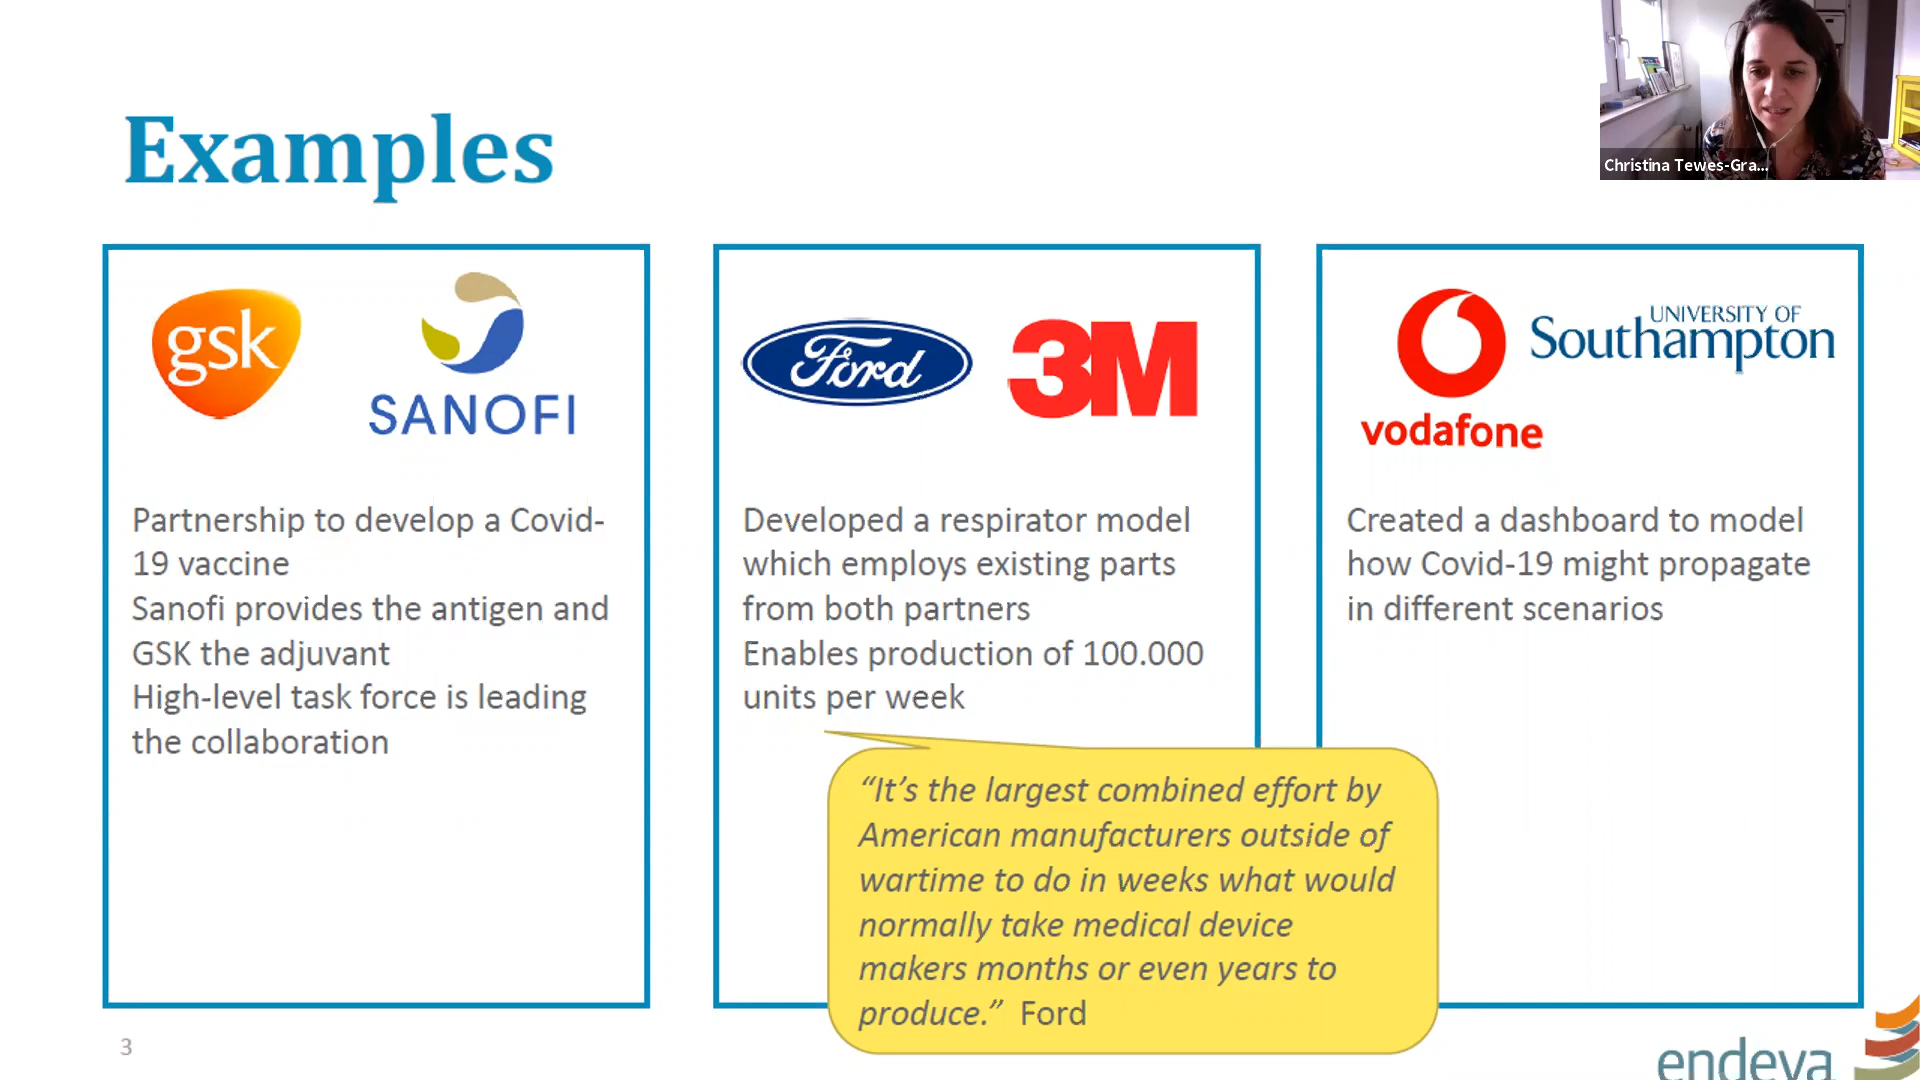 Examples
Christina Tewes-Gra...
gsk
SANOFI
Partnership to develop a Covid-
19 vaccine
Sanofi provides the antigen and
GSK the adjuvant
High-level task force is leading
the collaboration
Ford
3M
Developed a respirator model
which employs existing parts
from both partners
Enables production of 100.000
units per week
“It’s the largest combined effort by
American manufacturers outside of
wartime to do in weeks what would
normally take medical device
makers months or even years to
produce.” Ford
vodafone
UNIVERSITY OF
Southampton
Created a dashboard to model
how Covid-19 might propagate
in different scenarios
3
endeva